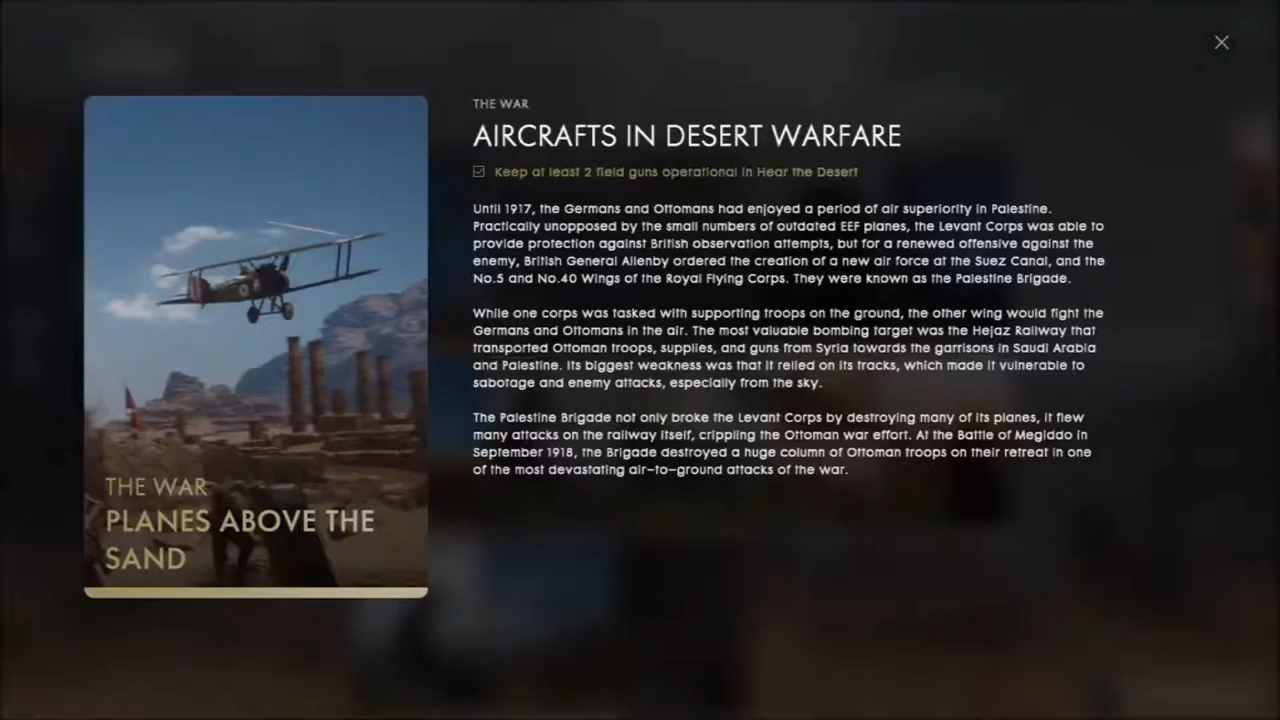 THE WAR
AIRCRAFTS IN DESERT WARFARE
Keep at least 2 field guns operational in Hear the Desert
Until 1917, the Germans and Ottomans had enjoyed a period of air superiority in Palestine.
Practically unopposed by the small numbers of outdated EEF planes, the Levant Corps was able to
provide protection against British observation attempts, but for a renewed offensive against the
enemy, British General Allenby ordered the creation of a new air force at the Suez Canal, and the
No.5 and No.40 Wings of the Royal Flying Corps. They were known as the Palestine Brigade.
While one corps was tasked with supporting troops on the ground, the other wing would fight the
Germans and Ottomans in the air. The most valuable bombing target was the Hejaz Railway that
transported Ottoman troops, supplies, and guns from Syria towards the garrisons in Saudi Arabia
and Palestine. Its biggest weakness was that it relied on its tracks, which made it vulnerable to
sabotage and enemy attacks, especially from the sky.
The Palestine Brigade not only broke the Levant Corps by destroying many of its planes, it flew
many attacks on the railway itself, crippling the Ottoman war effort. At the Battle of Megiddo in
September 1918, the Brigade destroyed a huge column of Ottoman troops on their retreat in one
of the most devastating air-to-ground attacks of the war.
THE WAR
PLANES ABOVE THE
SAND